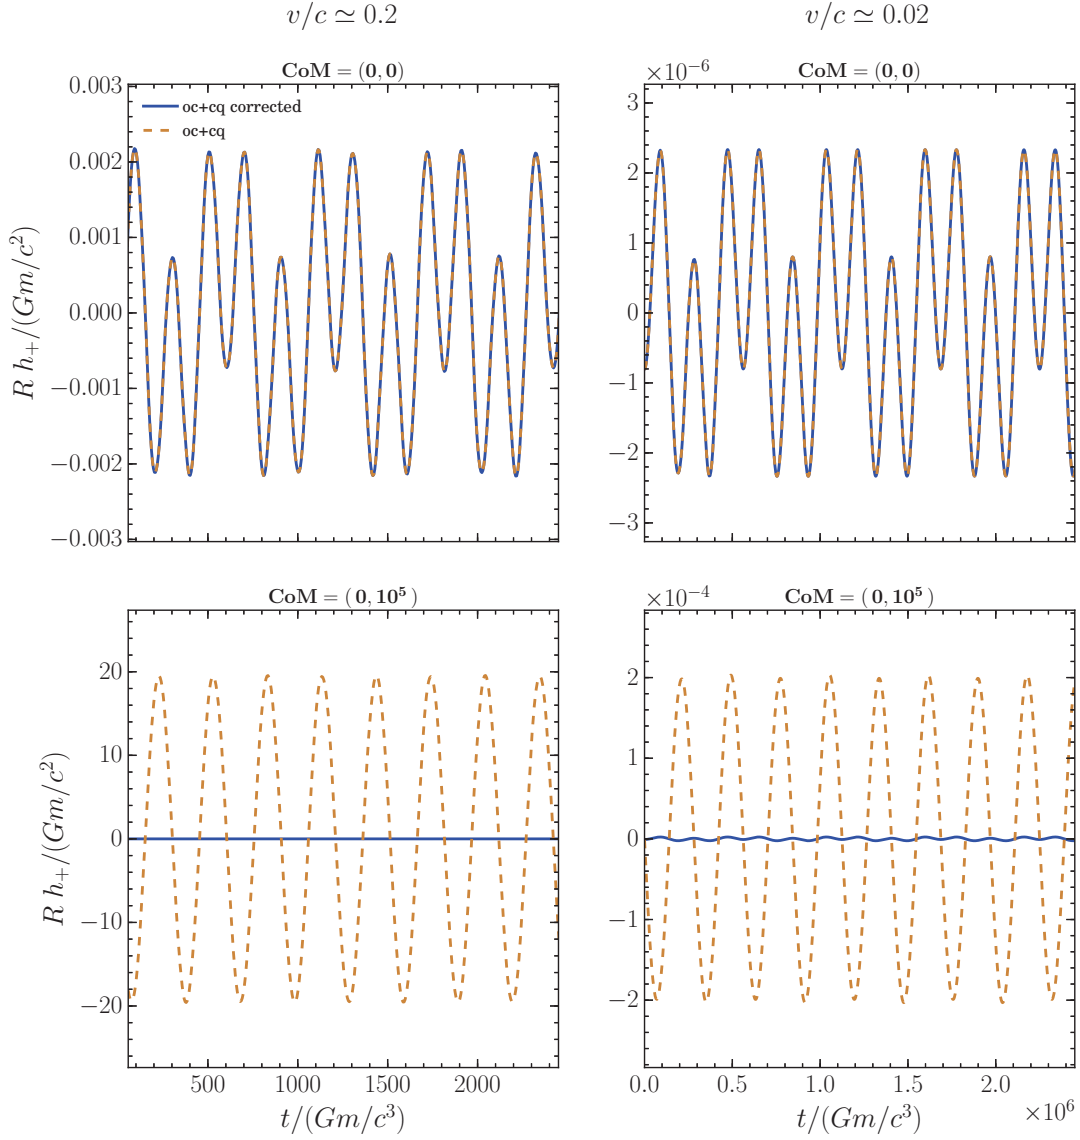 v/c ≃ 0.2
v/c ≃ 0.02
CoM = (0, 0)
×10⁻⁶
CoM = (0, 0)
oc+cq corrected
oc+cq
0.003
0.002
0.001
0.000
−0.001
−0.002
−0.003
R h₊/(Gm/c²)
3
2
1
0
−1
−2
−3
CoM = ( 0, 10⁵)
×10⁻⁴
CoM = ( 0, 10⁵)
20
10
0
−10
−20
R h₊/(Gm/c²)
2
1
0
−1
−2
500 1000 1500 2000
t/(Gm/c³)
0.0 0.5 1.0 1.5 2.0
×10⁶
t/(Gm/c³)